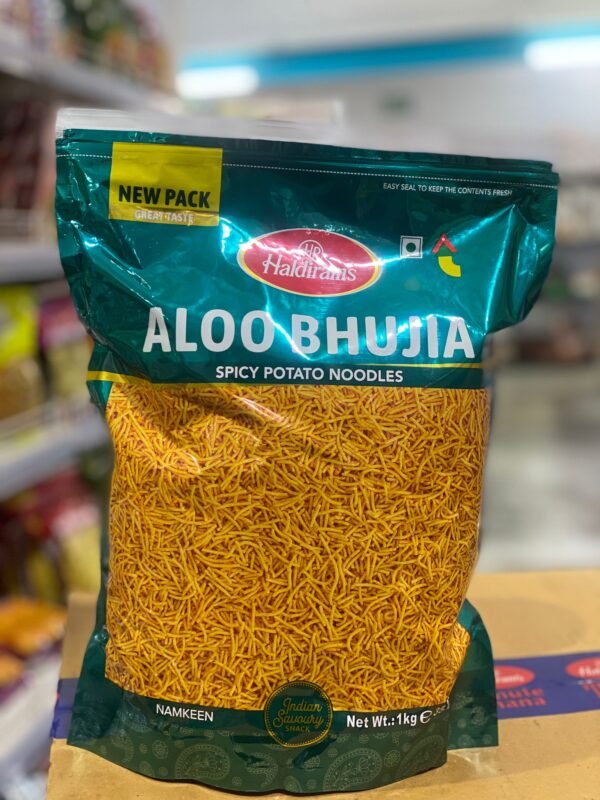 NEW PACK
GREAT TASTE
EASY SEAL TO KEEP THE CONTENTS FRESH
HR
Haldiram's
ALOO BHUJIA
SPICY POTATO NOODLES
NAMKEEN
Indian
Savoury
SNACK
Net Wt.: 1kg e